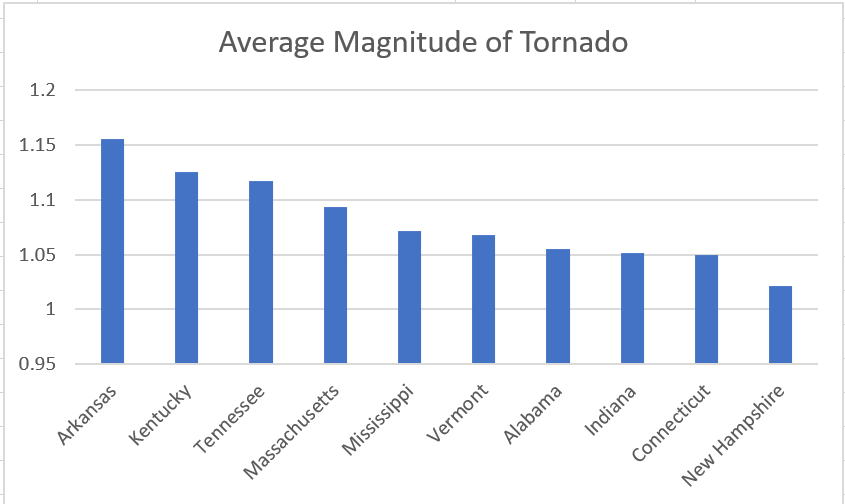 Average Magnitude of Tornado
1.2
1.15
1.1
1.05
1
0.95
Arkansas
Kentucky
Tennessee
Massachusetts
Mississippi
Vermont
Alabama
Indiana
Connecticut
New Hampshire